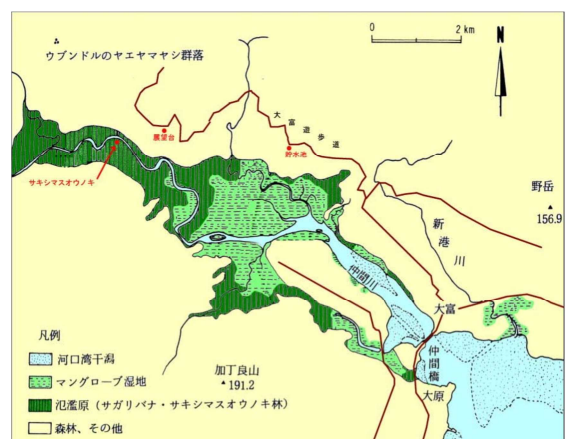 0 2 km
N
ウブンドルのヤエヤマヤシ群落
大富遊歩道
展望台
貯水池
サキシマスオウノキ
野岳
156.9
新港川
仲間川
大富
仲間橋
大原
加丁良山
191.2
凡例
河口湾干潟
マングローブ湿地
氾濫原(サガリバナ・サキシマスオウノキ林)
森林、その他